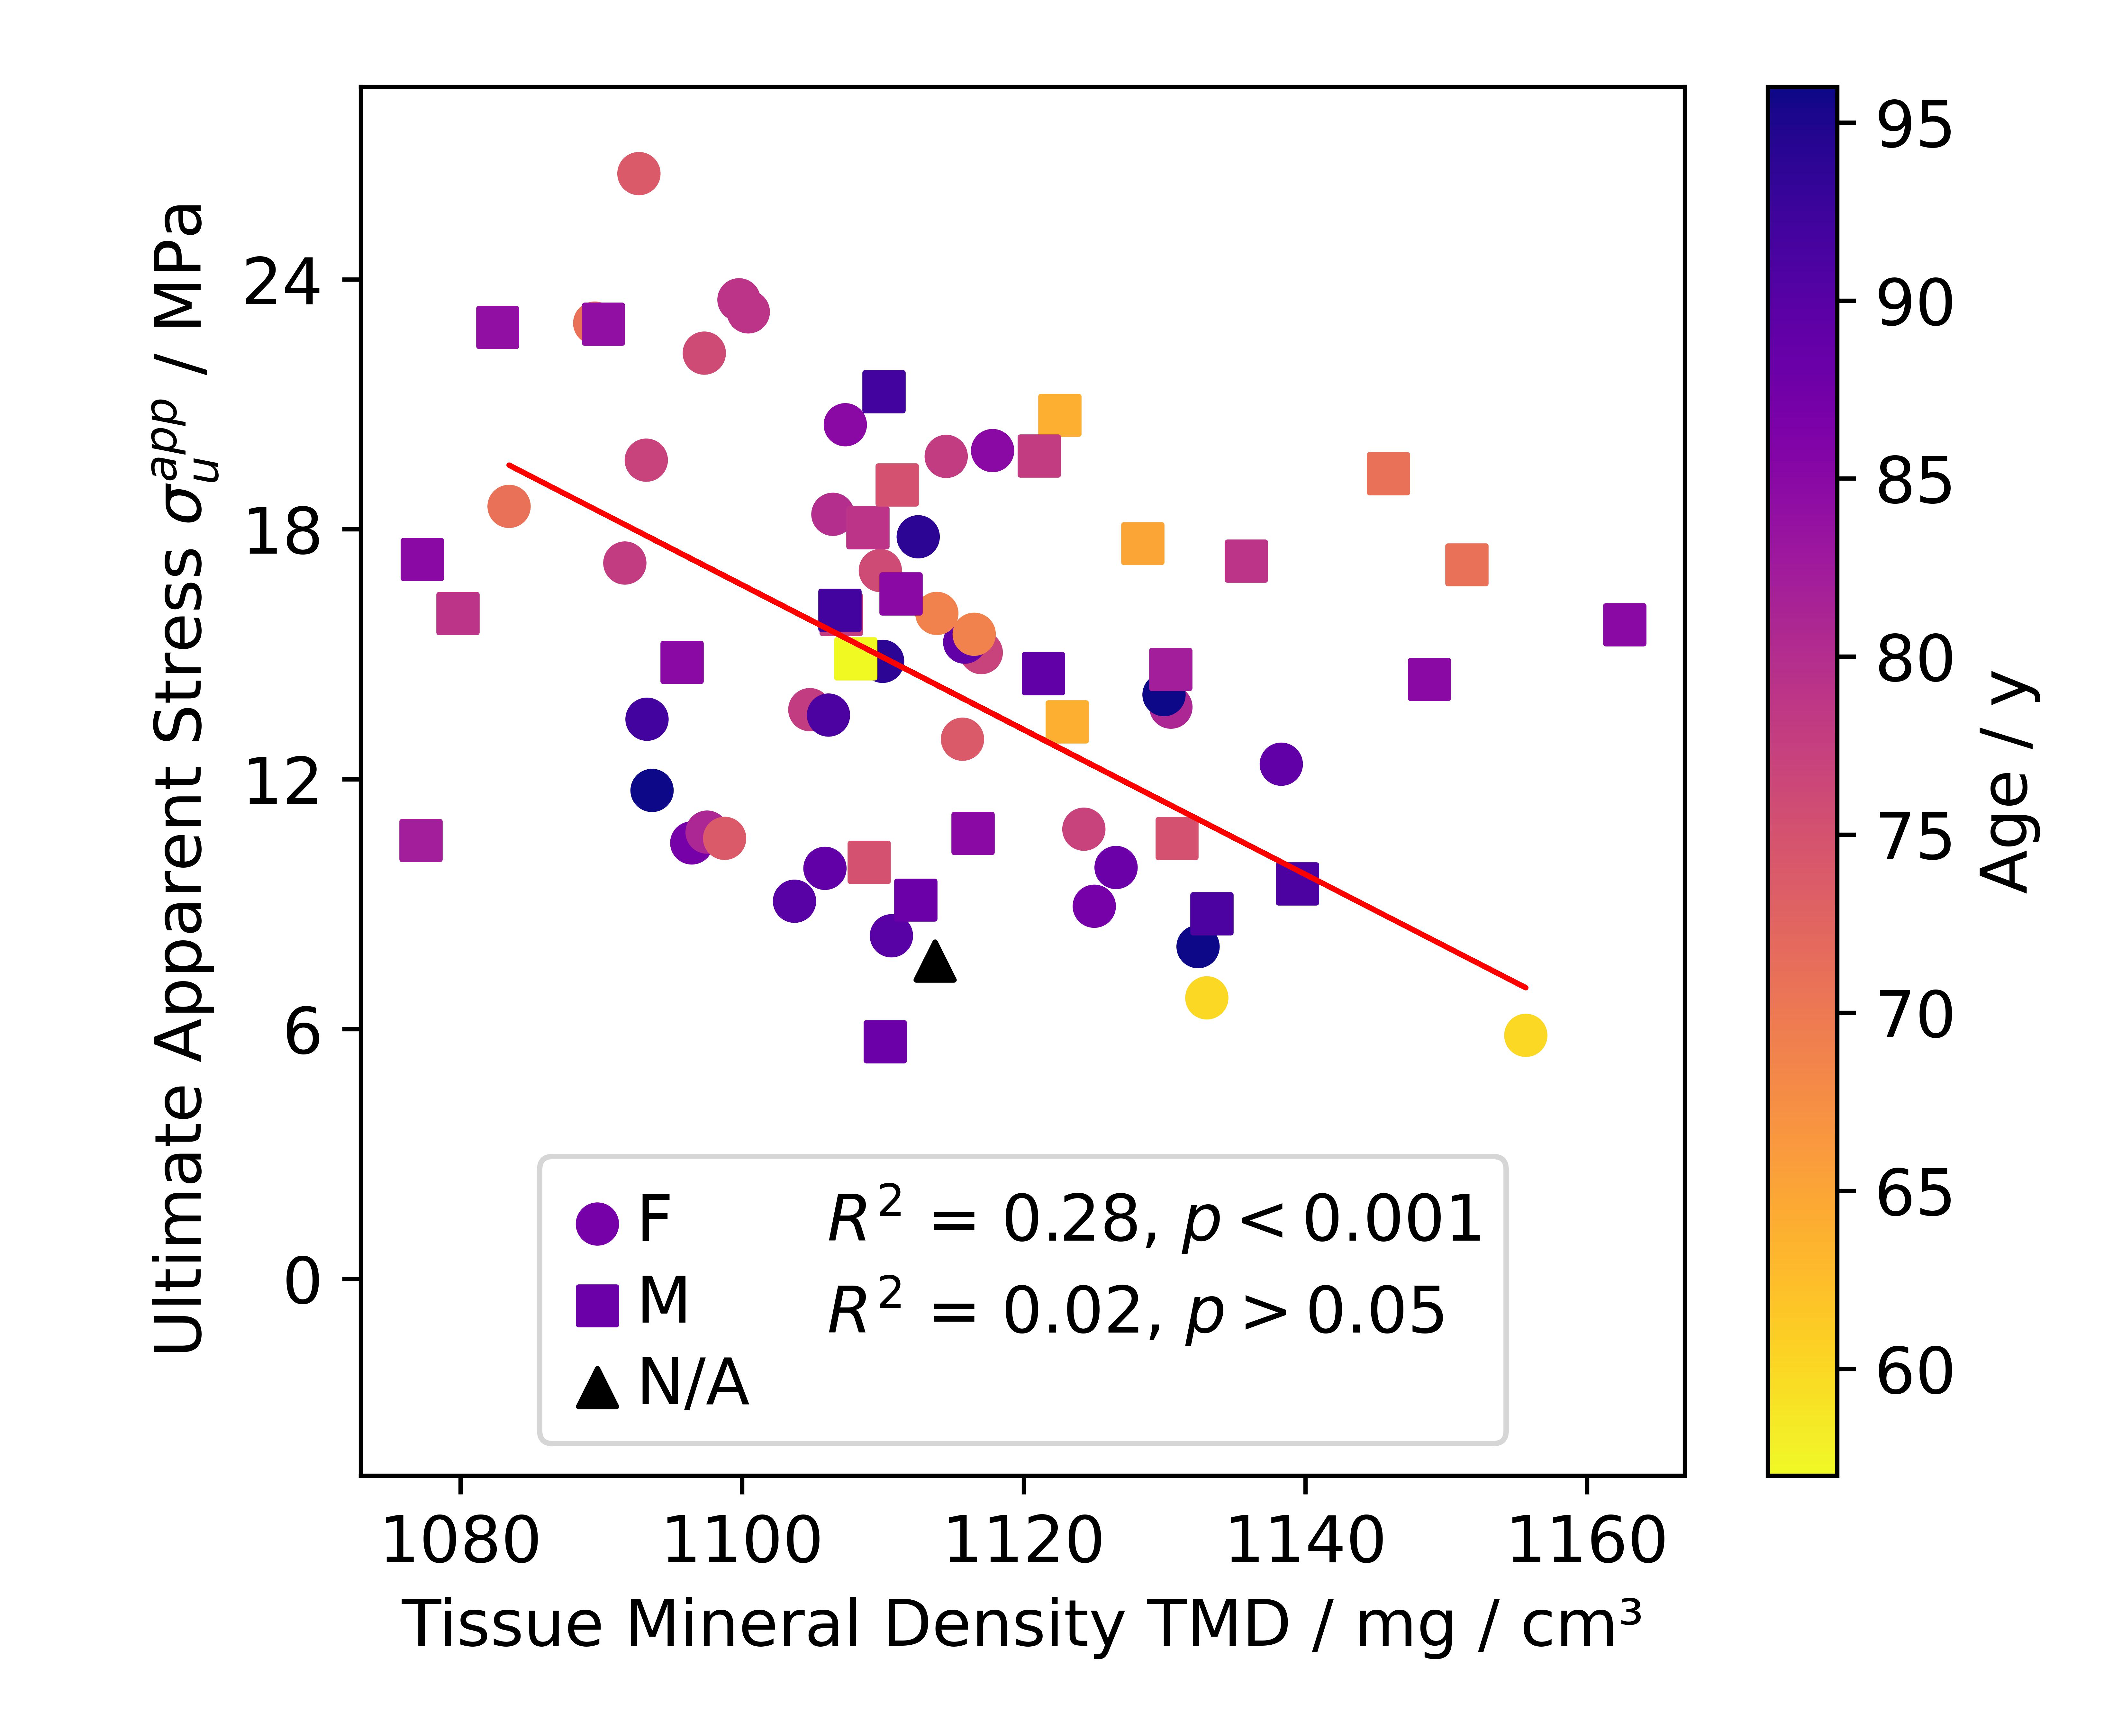 Ultimate Apparent Stress σ_u^app / MPa
24
18
12
6
0
F R² = 0.28, p < 0.001
M R² = 0.02, p > 0.05
N/A
1080 1100 1120 1140 1160
Tissue Mineral Density TMD / mg / cm³
95
90
85
80
75
70
65
60
Age / y